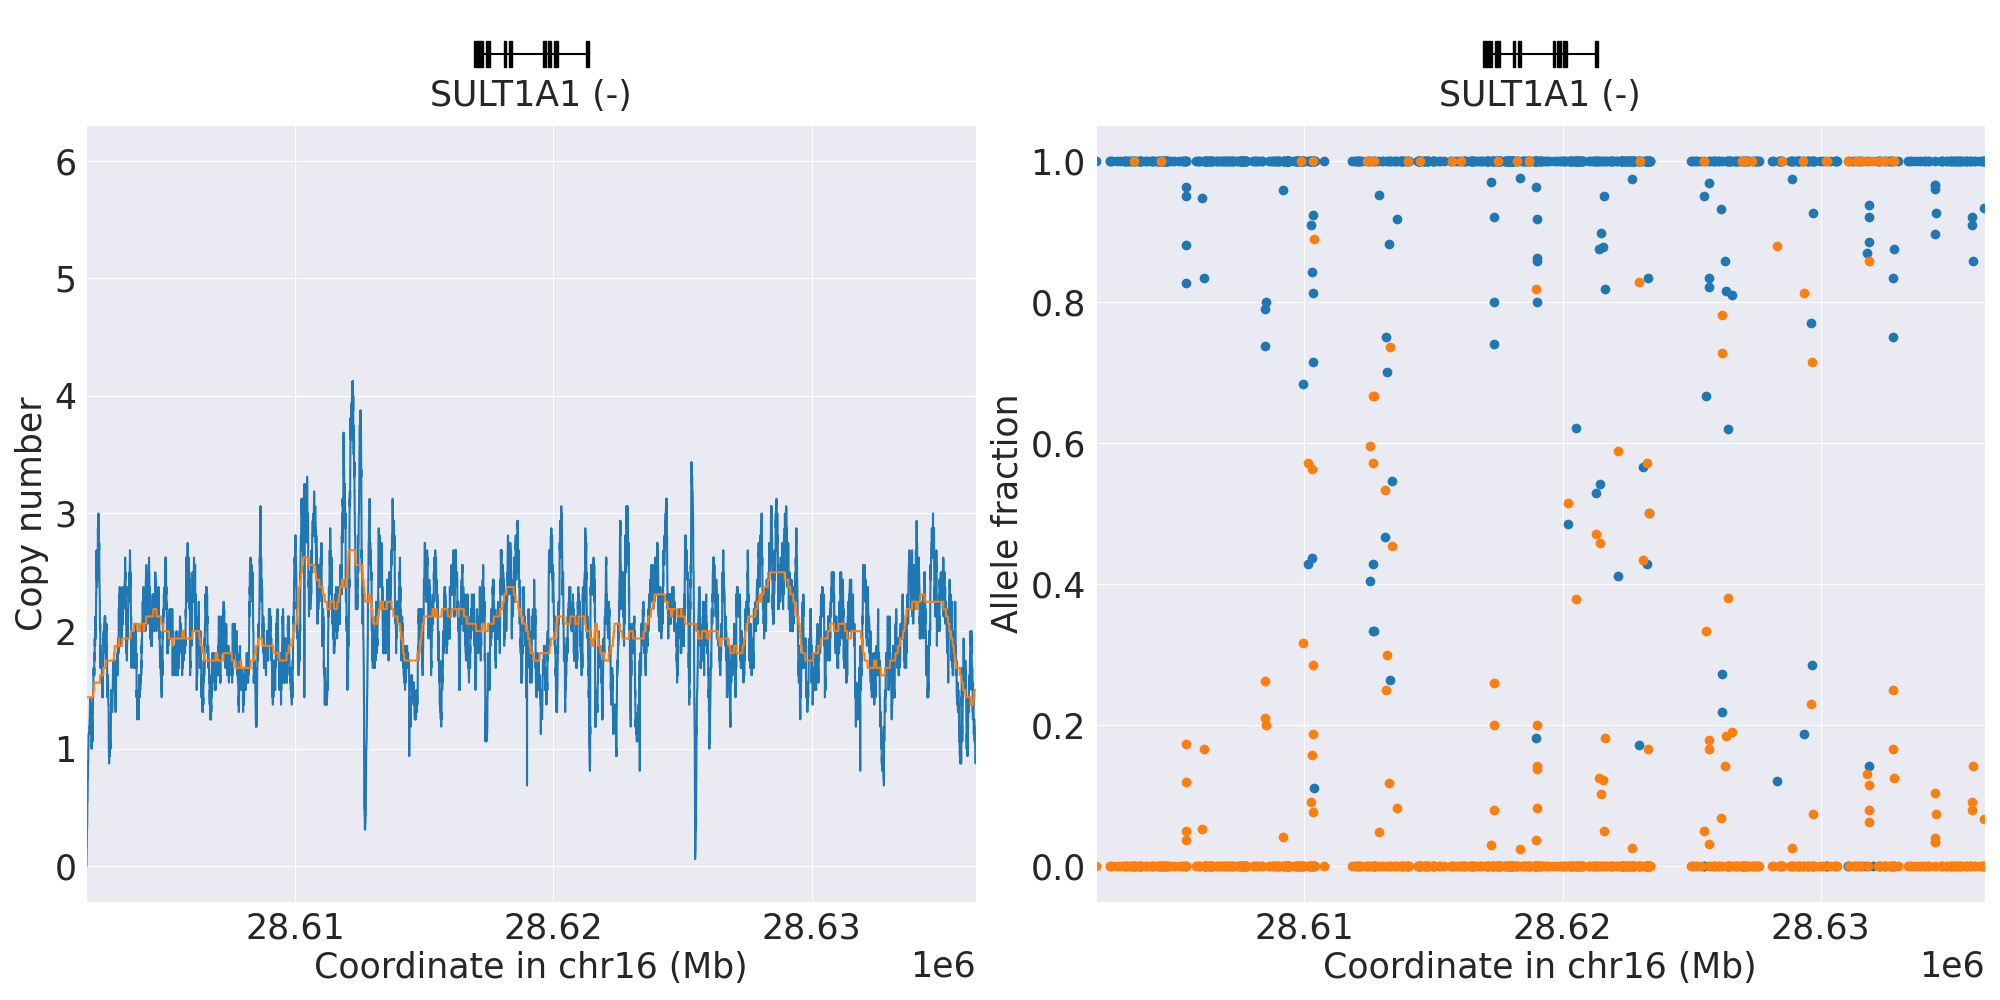 SULT1A1 (-)
Copy number
6
5
4
3
2
1
0
28.61
28.62
28.63
Coordinate in chr16 (Mb)
1e6
SULT1A1 (-)
Allele fraction
1.0
0.8
0.6
0.4
0.2
0.0
28.61
28.62
28.63
Coordinate in chr16 (Mb)
1e6